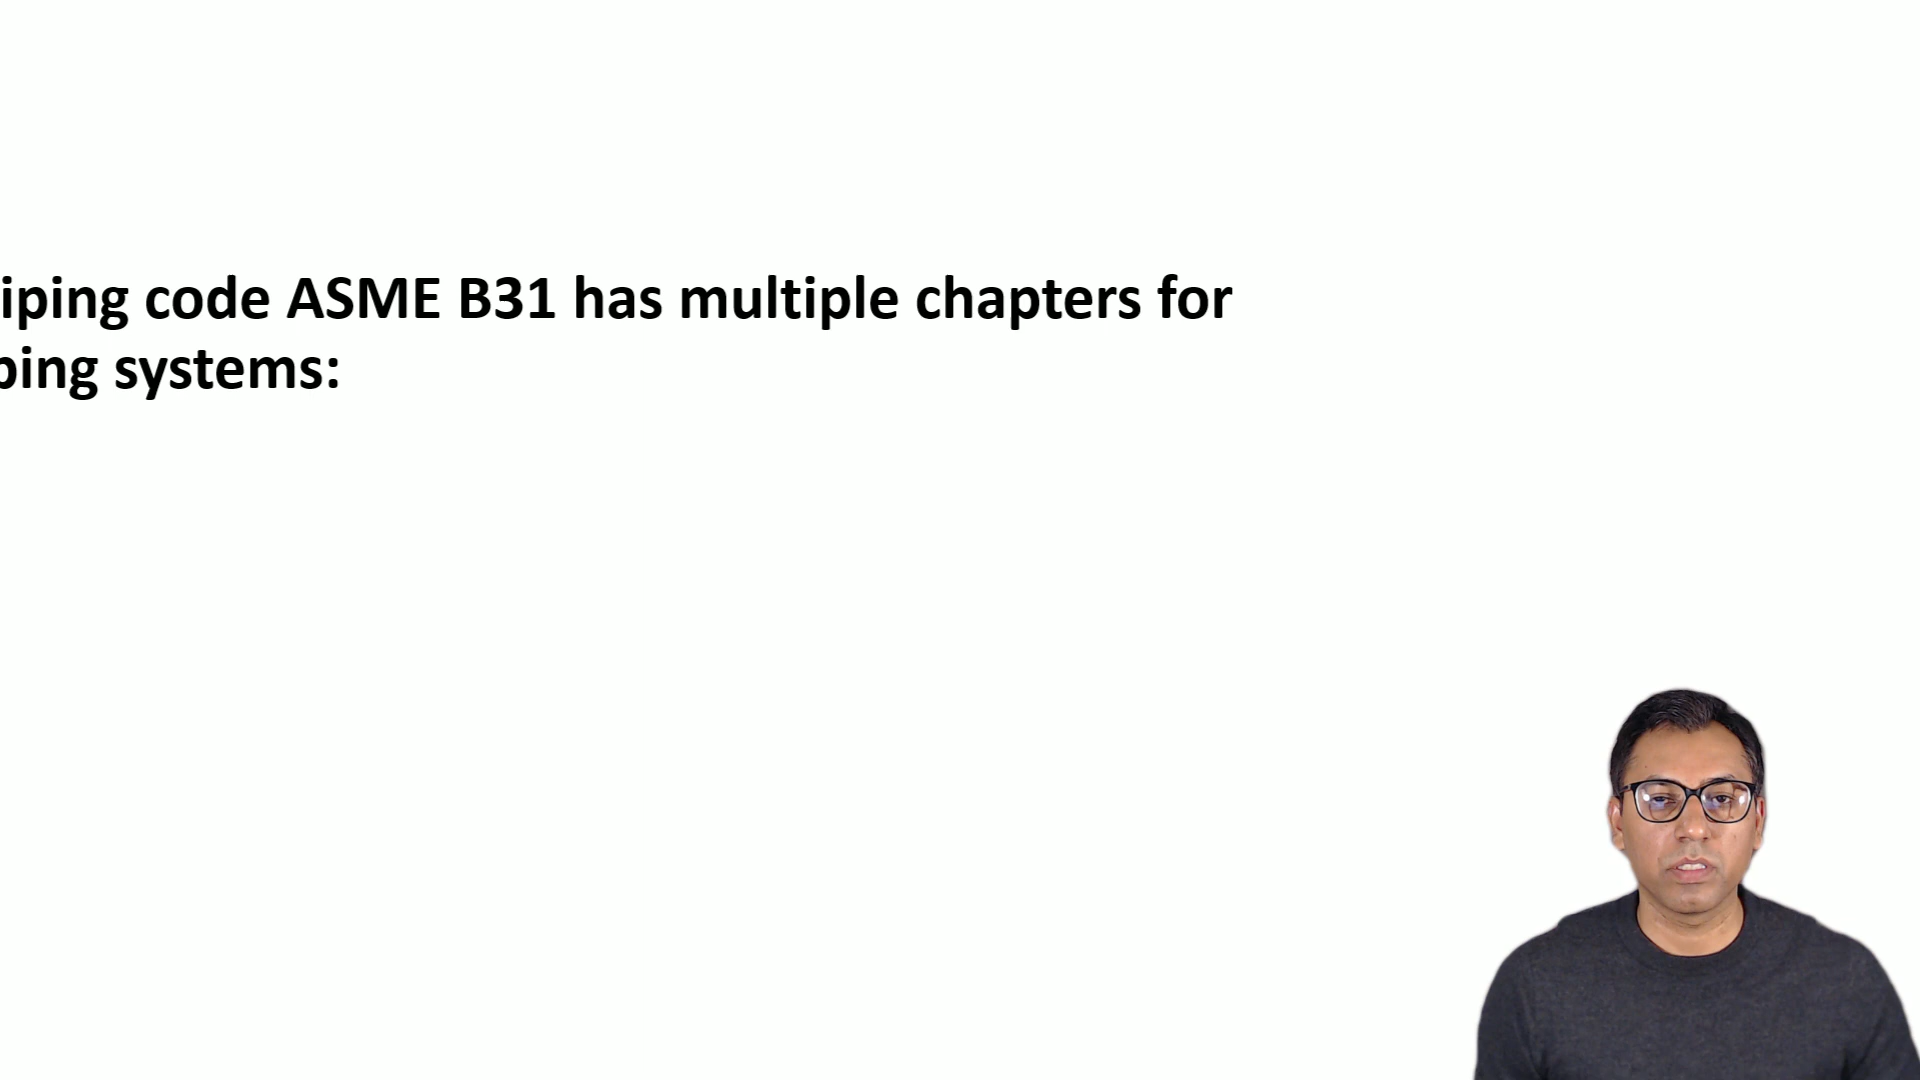 iping code ASME B31 has multiple chapters for
ping systems: